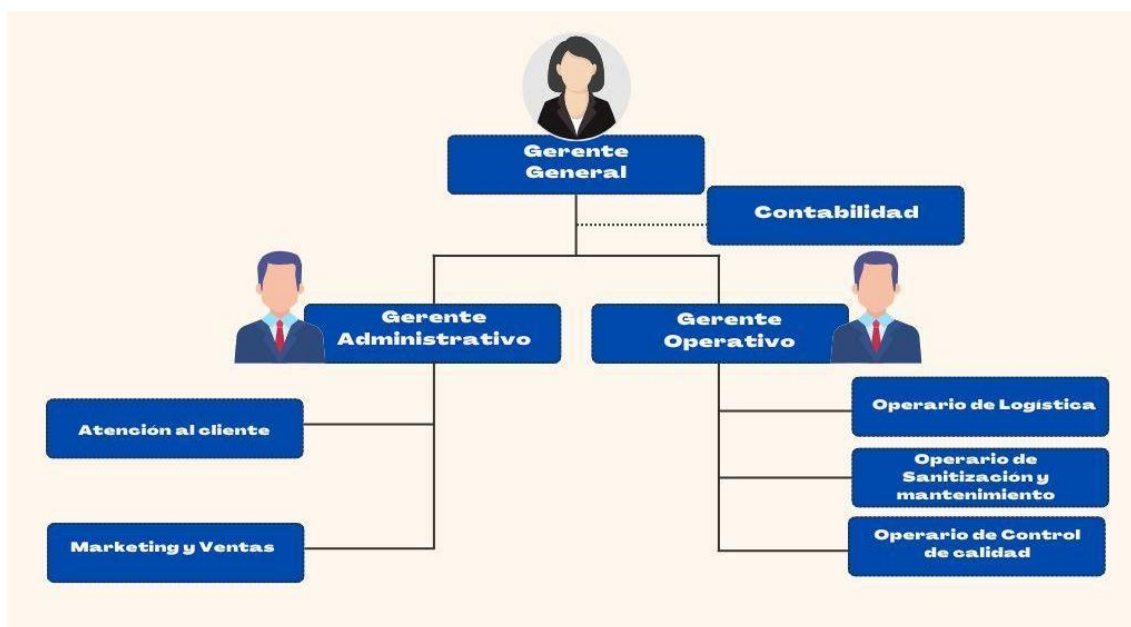 Gerente
General
Contabilidad
Gerente
Administrativo
Gerente
Operativo
Atención al cliente
Marketing y Ventas
Operario de Logística
Operario de
Sanitización y
mantenimiento
Operario de Control
de calidad